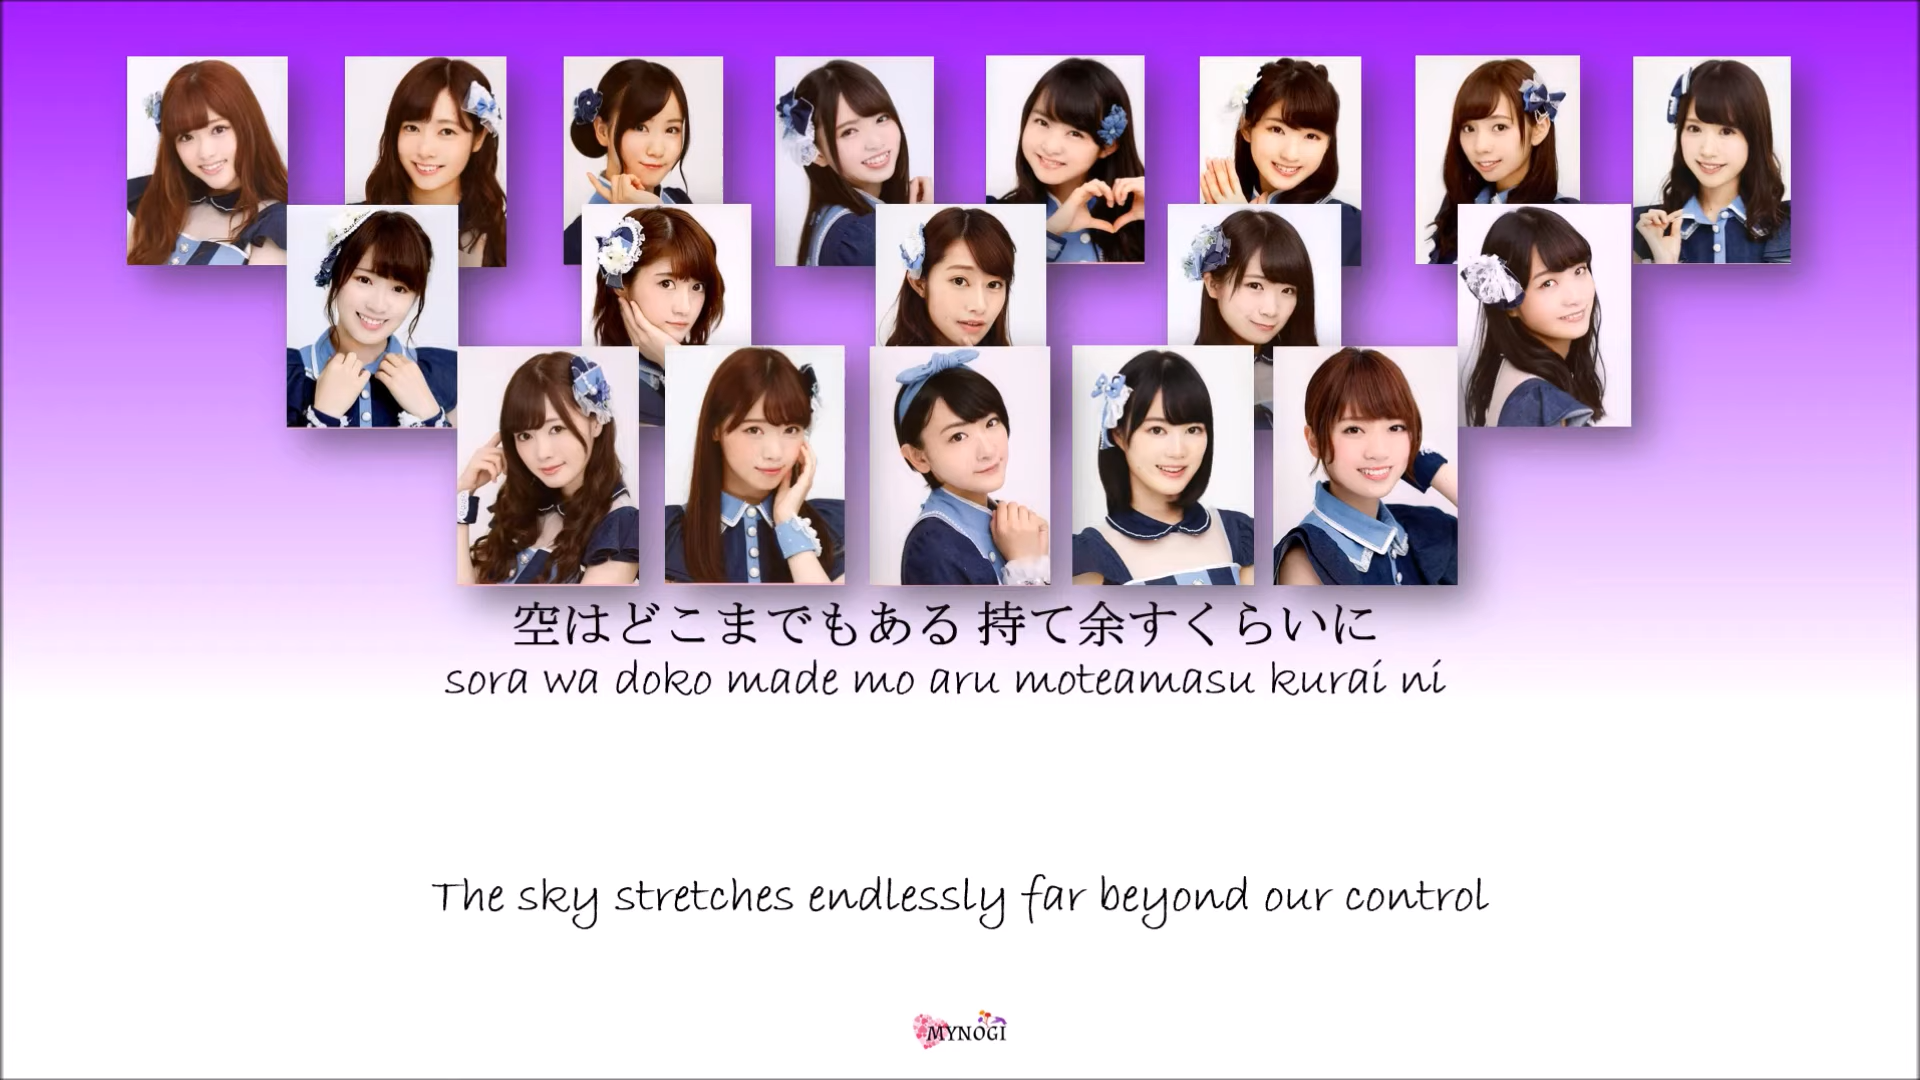 空はどこまでもある 持て余すくらいに
sora wa doko made mo aru moteamasu kurai ni
The sky stretches endlessly far beyond our control
MYNOGI